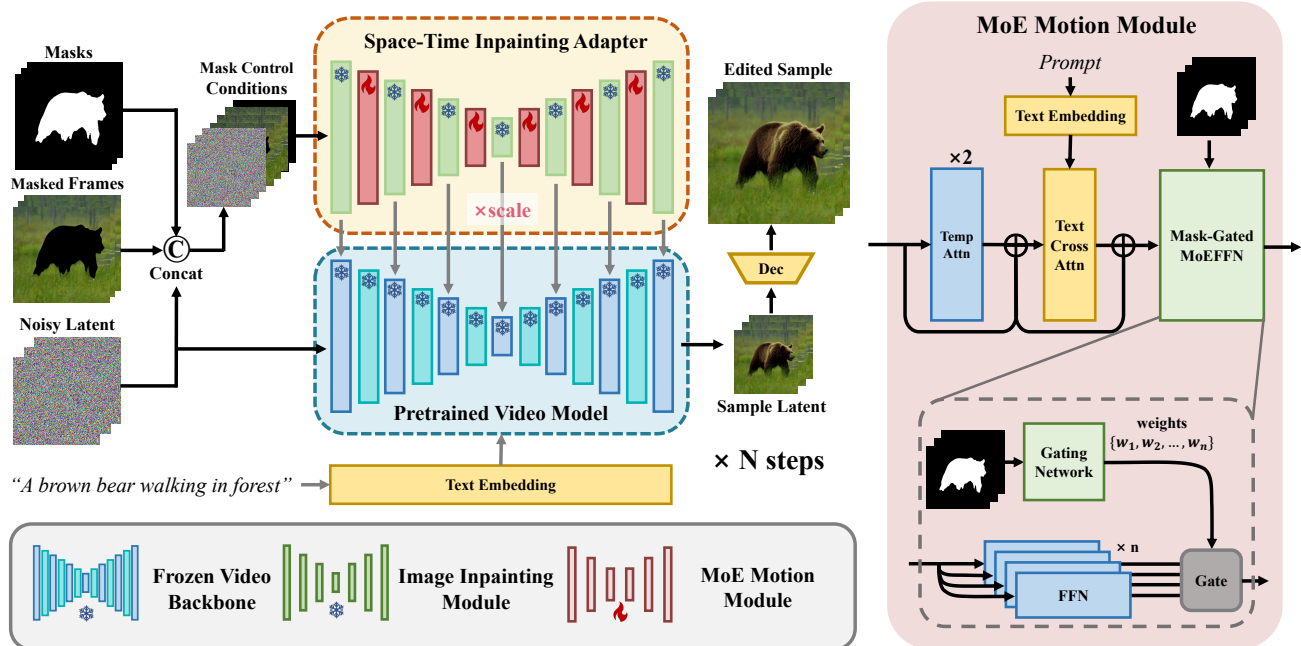 Masks
Mask Control
Conditions
Masked Frames
C
Concat
Noisy Latent
Space-Time Inpainting Adapter
×scale
Pretrained Video Model
Edited Sample
Dec
Sample Latent
× N steps
“A brown bear walking in forest”
Text Embedding
Frozen Video
Backbone
Image Inpainting
Module
MoE Motion
Module
MoE Motion Module
Prompt
Text Embedding
×2
Temp
Attn
Text
Cross
Attn
Mask-Gated
MoEFFN
weights
{w₁, w₂, ..., wₙ}
Gating
Network
× n
FFN
Gate